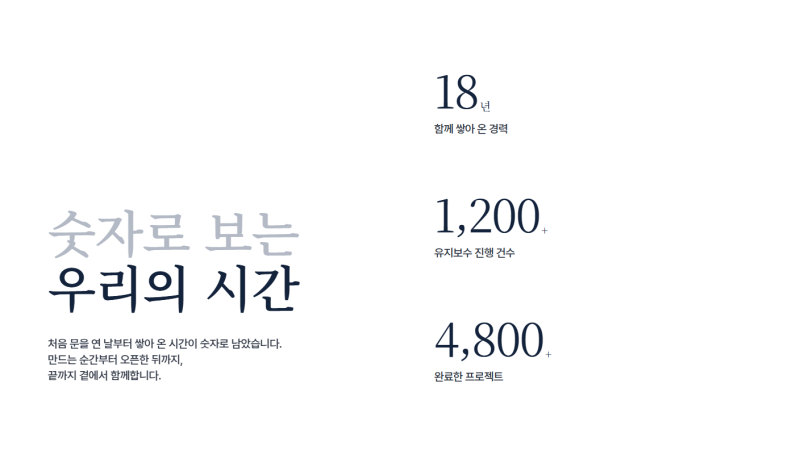 숫자로 보는
우리의 시간
처음 문을 연 날부터 쌓아 온 시간이 숫자로 남았습니다.
만드는 순간부터 오픈한 뒤까지,
끝까지 곁에서 함께합니다.
18년
함께 쌓아 온 경력
1,200+
유지보수 진행 건수
4,800+
완료한 프로젝트